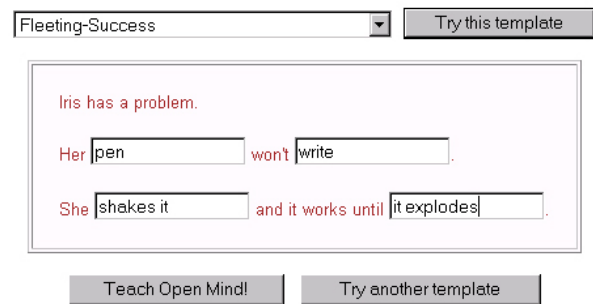 Fleeting-Success Try this template
Iris has a problem.
Her pen won't write.
She shakes it and it works until it explodes.
Teach Open Mind! Try another template